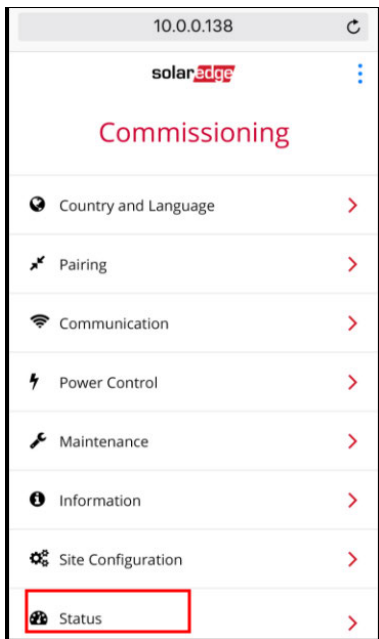 10.0.0.138
solaredge
Commissioning
Country and Language
Pairing
Communication
Power Control
Maintenance
Information
Site Configuration
Status